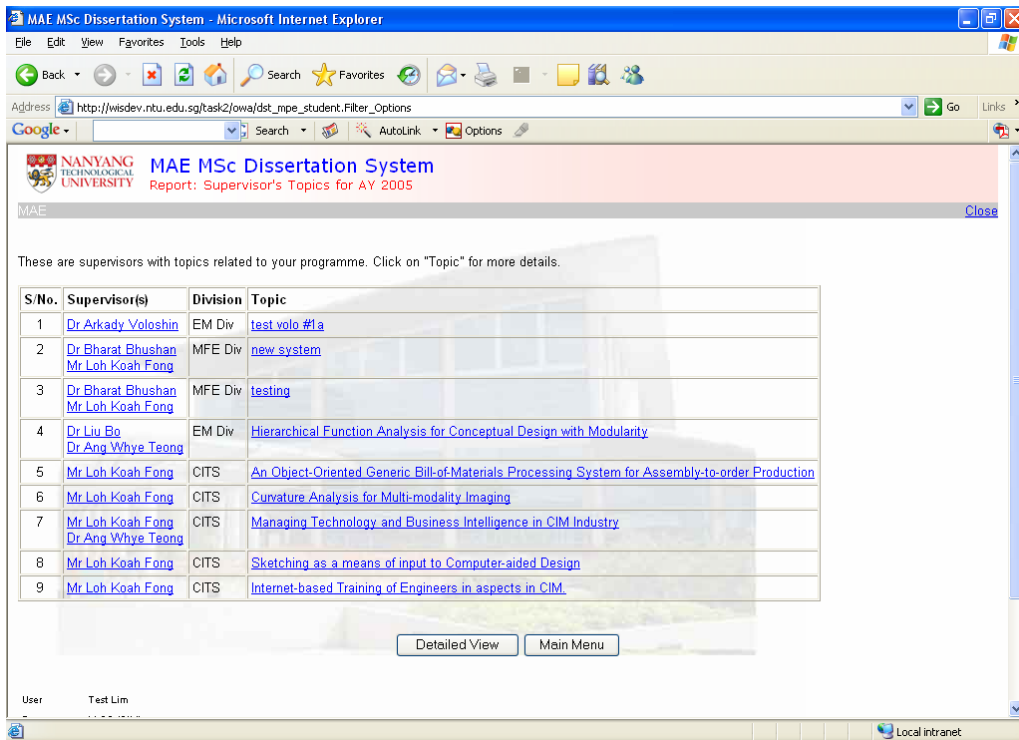 MAE MSc Dissertation System - Microsoft Internet Explorer
File Edit View Favorites Tools Help
Back Search Favorites
Address http://wisdev.ntu.edu.sg/task2/owa/dst_mpe_student.Filter_Options Go Links
Google Search AutoLink Options
NANYANG TECHNOLOGICAL UNIVERSITY
MAE MSc Dissertation System
Report: Supervisor's Topics for AY 2005
MAE Close
These are supervisors with topics related to your programme. Click on "Topic" for more details.
S/No. Supervisor(s) Division Topic
1 Dr Arkady Voloshin EM Div test volo #1a
2 Dr Bharat Bhushan MFE Div new system
Mr Loh Koah Fong
3 Dr Bharat Bhushan MFE Div testing
Mr Loh Koah Fong
4 Dr Liu Bo EM Div Hierarchical Function Analysis for Conceptual Design with Modularity
Dr Ang Whye Teong
5 Mr Loh Koah Fong CITS An Object-Oriented Generic Bill-of-Materials Processing System for Assembly-to-order Production
6 Mr Loh Koah Fong CITS Curvature Analysis for Multi-modality Imaging
7 Mr Loh Koah Fong CITS Managing Technology and Business Intelligence in CIM Industry
Dr Ang Whye Teong
8 Mr Loh Koah Fong CITS Sketching as a means of input to Computer-aided Design
9 Mr Loh Koah Fong CITS Internet-based Training of Engineers in aspects in CIM.
Detailed View Main Menu
User Test Lim
Local intranet